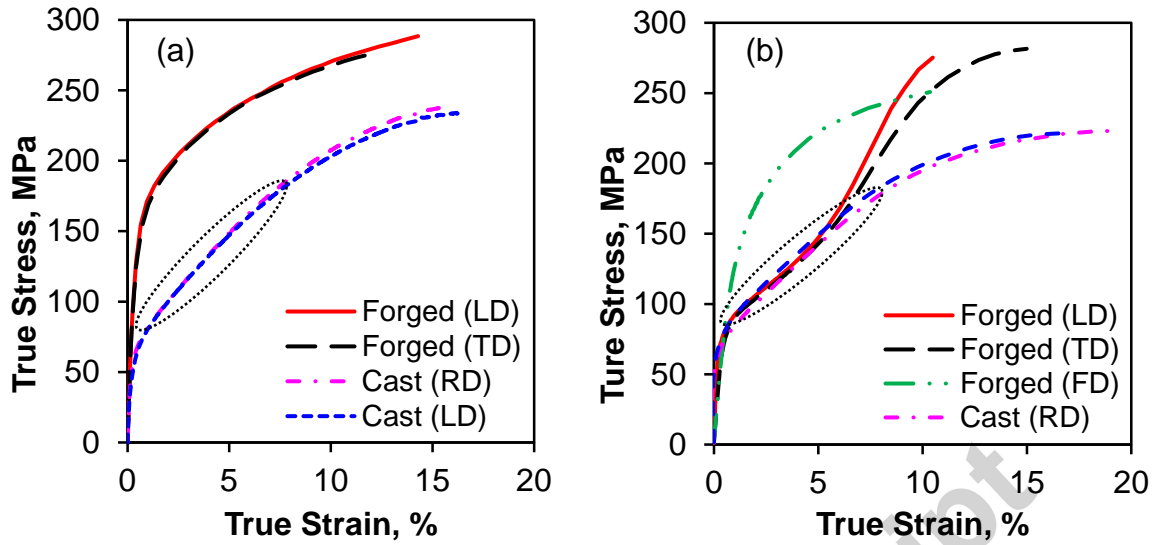 (a)
300
250
200
150
100
50
0
0 5 10 15 20
True Stress, MPa
True Strain, %
Forged (LD)
Forged (TD)
Cast (RD)
Cast (LD)
(b)
300
250
200
150
100
50
0
0 5 10 15 20
Ture Stress, MPa
True Strain, %
Forged (LD)
Forged (TD)
Forged (FD)
Cast (RD)